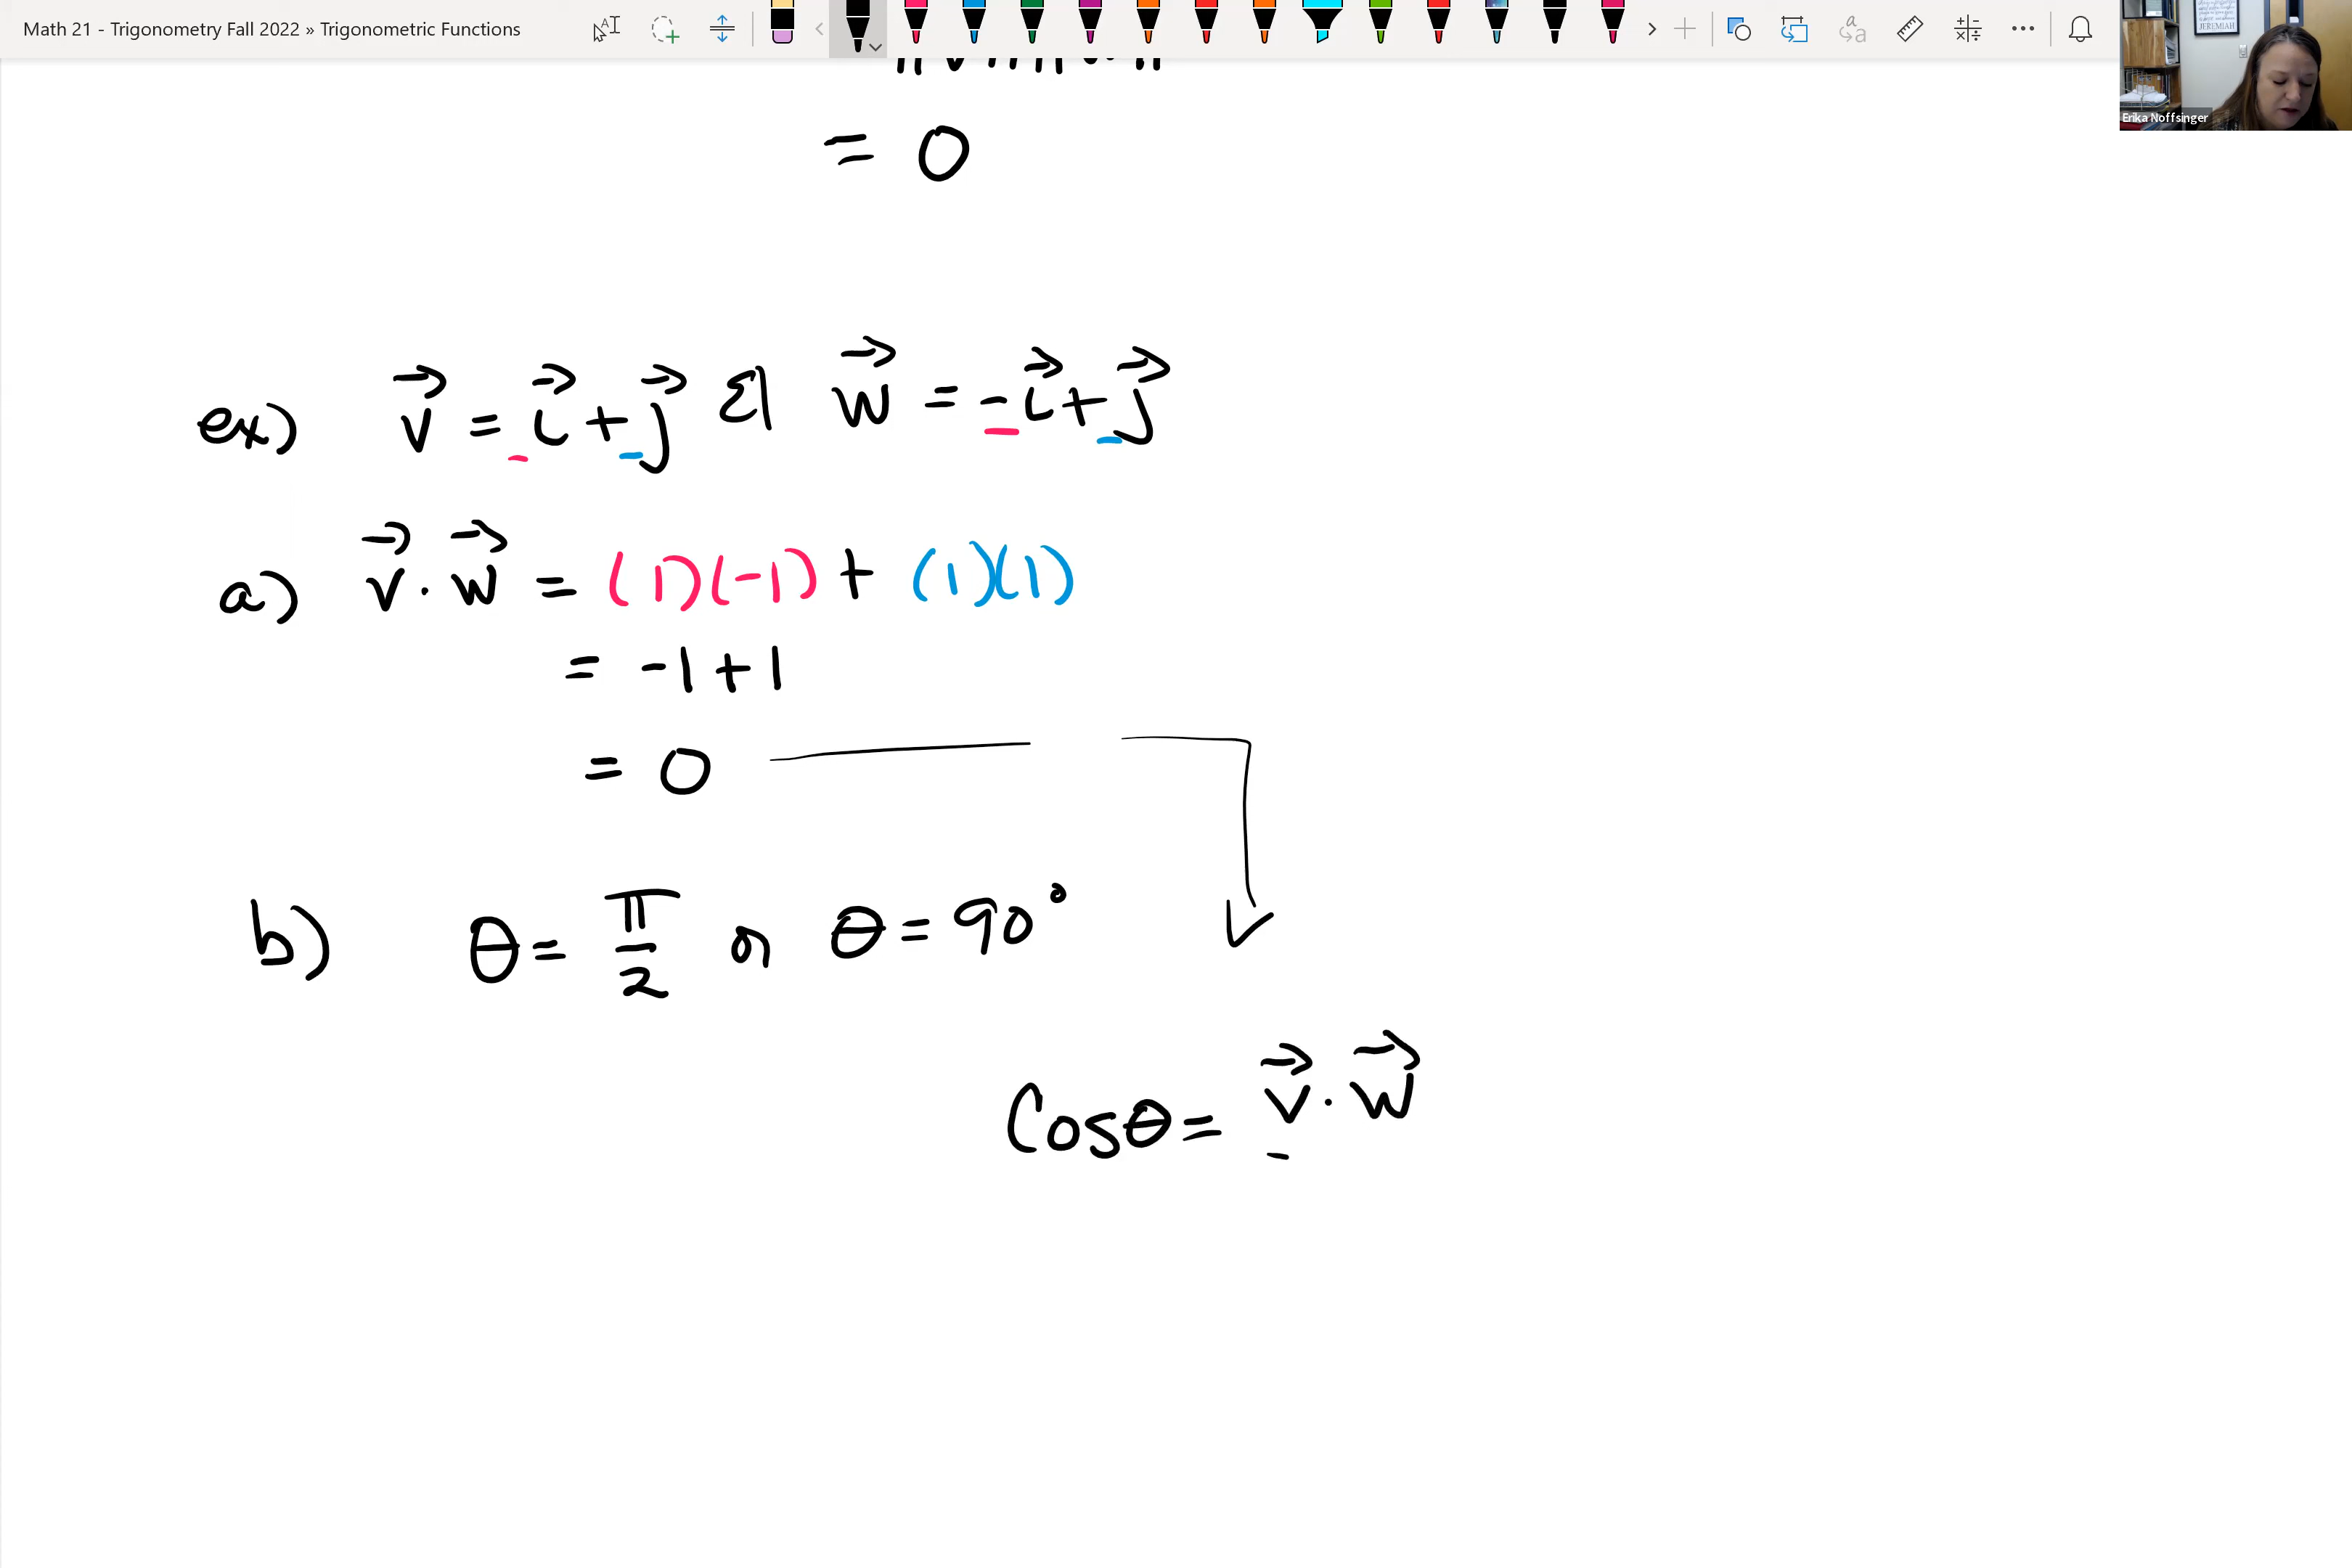 Math 21 - Trigonometry Fall 2022 » Trigonometric Functions
JEREMIAH
Erika Noffsinger
= 0
ex) v⃗ = i⃗ + j⃗ & w⃗ = -i⃗ + j⃗
a) v⃗ · w⃗ = (1)(-1) + (1)(1)
= -1 + 1
= 0
b) θ = π/2 or θ = 90°
Cosθ = v⃗ · w⃗